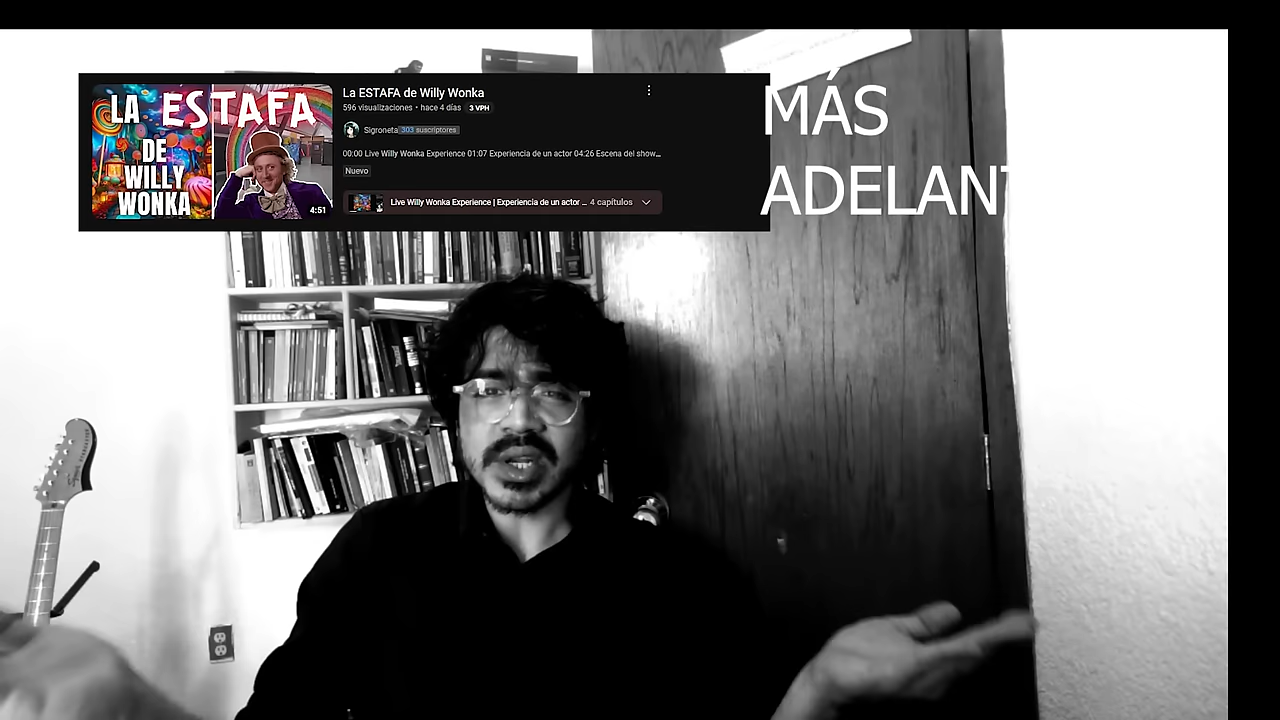 LA ESTAFA
DE
WILLY
WONKA
4:51
La ESTAFA de Willy Wonka
596 visualizaciones • hace 4 días 3 VPH
Sigroneta 303 suscriptores
00:00 Live Willy Wonka Experience 01:07 Experiencia de un actor 04:26 Escena del show...
Nuevo
Live Willy Wonka Experience | Experiencia de un actor ... 4 capítulos
MÁS
ADELANT